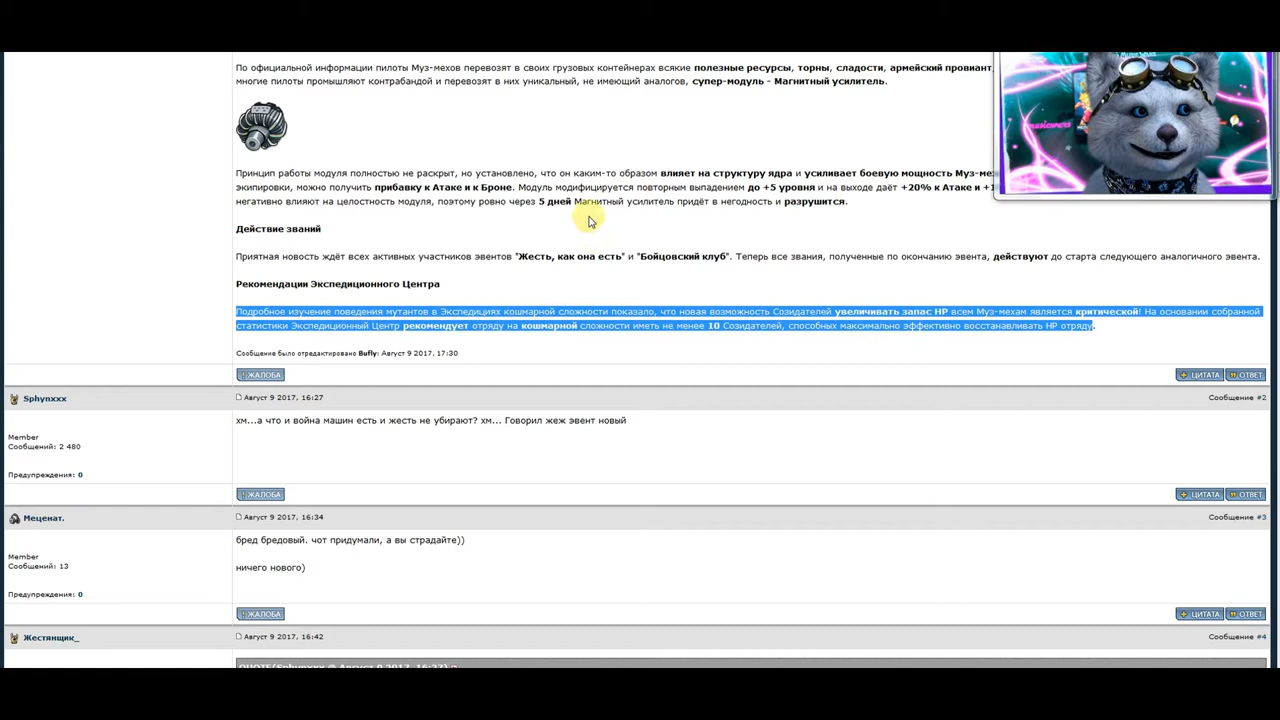 По официальной информации пилоты Муз-мехов перевозят в своих грузовых контейнерах всякие полезные ресурсы, торны, сладости, армейский провиант,
многие пилоты промышляют контрабандой и перевозят в них уникальный, не имеющий аналогов, супер-модуль - Магнитный усилитель.
Принцип работы модуля полностью не раскрыт, но установлено, что он каким-то образом влияет на структуру ядра и усиливает боевую мощность
экипировки, можно получить прибавку к Атаке и к Броне. Модуль модифицируется повторным выпадением до +5 уровня и на выходе даёт +20% к Атаке и
негативно влияют на целостность модуля, поэтому ровно через 5 дней Магнитный усилитель придёт в негодность и разрушится.
Действие званий
Приятная новость ждёт всех активных участников эвентов "Жесть, как она есть" и "Бойцовский клуб". Теперь все звания, полученные по окончанию эвента, действуют до старта следующего аналогичного эвента.
Рекомендации Экспедиционного Центра
Подробное изучение поведения мутантов в Экспедициях кошмарной сложности показало, что новая возможность Созидателей увеличивать запас HP всем Муз-мехам является критической! На основании собранной
статистики Экспедиционный Центр рекомендует отряду на кошмарной сложности иметь не менее 10 Созидателей, способных максимально эффективно восстанавливать HP отряду.
Сообщение было отредактировано Bufly: Август 9 2017, 17:30
! ЖАЛОБА
+ ЦИТАТА
ОТВЕТ
Sphynxxx
Август 9 2017, 16:27
Сообщение #2
хм...а что и война машин есть и жесть не убирают? хм... Говорил жеж эвент новый
Member
Сообщений: 2 480
Предупреждения: 0
! ЖАЛОБА
+ ЦИТАТА
ОТВЕТ
Меценат.
Август 9 2017, 16:34
Сообщение #3
бред бредовый. чот придумали, а вы страдайте))
Member
Сообщений: 13
ничего нового)
Предупреждения: 0
! ЖАЛОБА
+ ЦИТАТА
ОТВЕТ
Жестянщик_
Август 9 2017, 16:42
Сообщение #4
QUOTE(Sphynxxx @ Август 9 2017, 16:27)